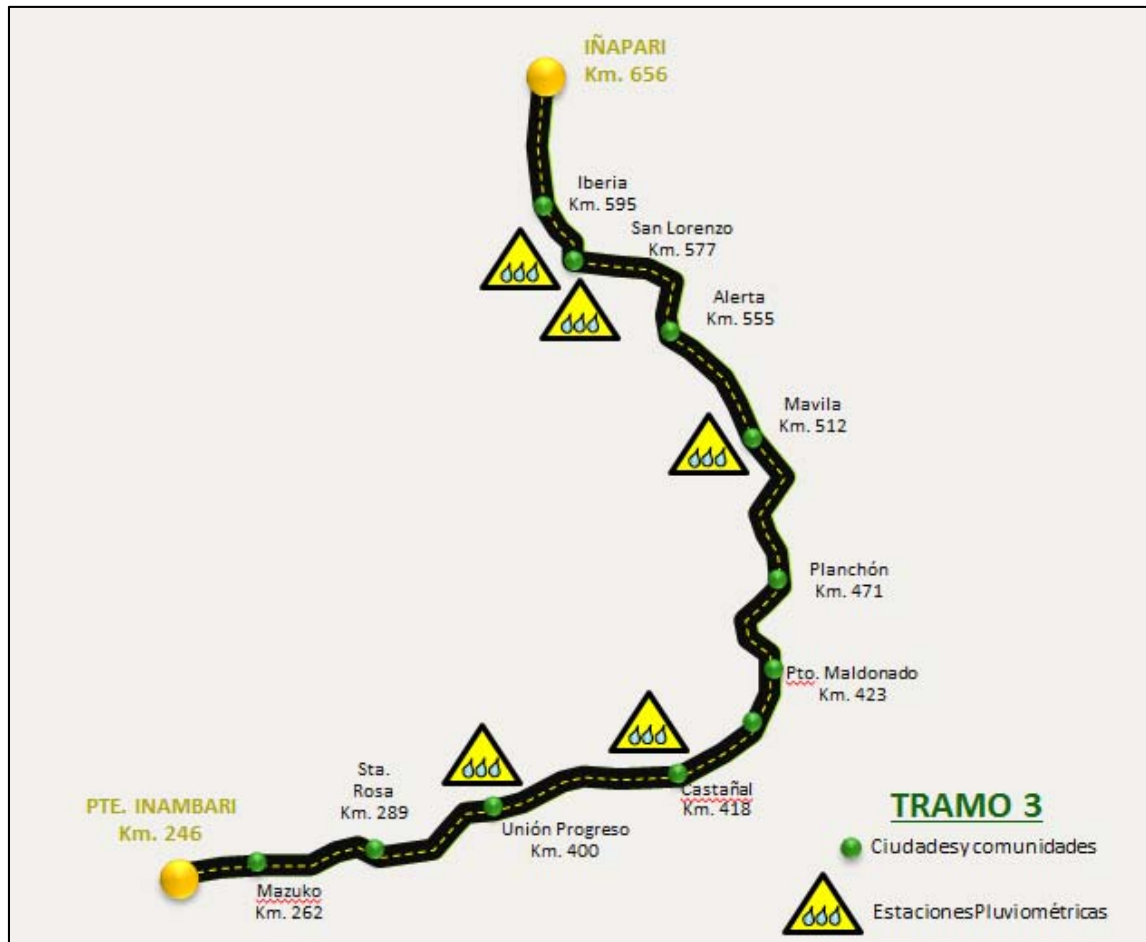 IÑAPARI
Km. 656
Iberia
Km. 595
San Lorenzo
Km. 577
Alerta
Km. 555
Mavila
Km. 512
Planchón
Km. 471
Pto. Maldonado
Km. 423
Castañal
Km. 418
Unión Progreso
Km. 400
Sta.
Rosa
Km. 289
Mazuko
Km. 262
PTE. INAMBARI
Km. 246
TRAMO 3
Ciudadesy comunidades
EstacionesPluviométricas